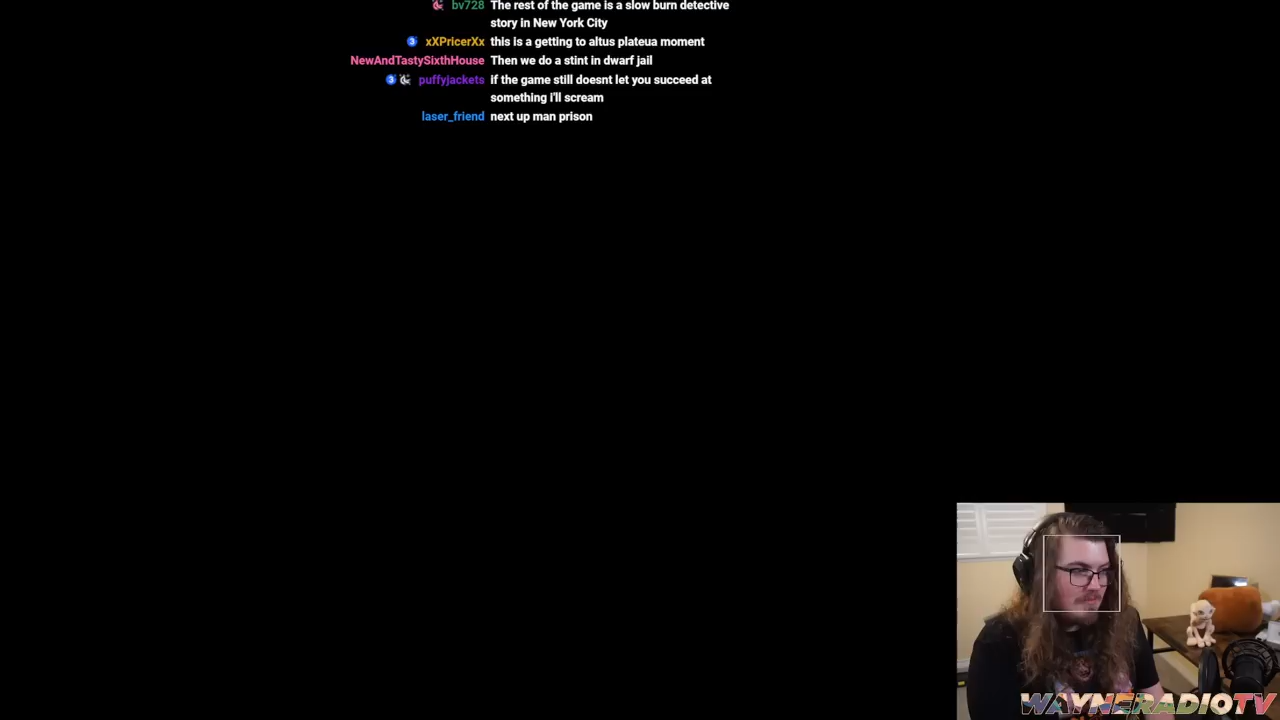 bv728 The rest of the game is a slow burn detective
story in New York City
3 xXPricerXx this is a getting to altus plateua moment
NewAndTastySixthHouse Then we do a stint in dwarf jail
3 puffyjackets if the game still doesnt let you succeed at
something i'll scream
laser_friend next up man prison
WAYNERADIOTV